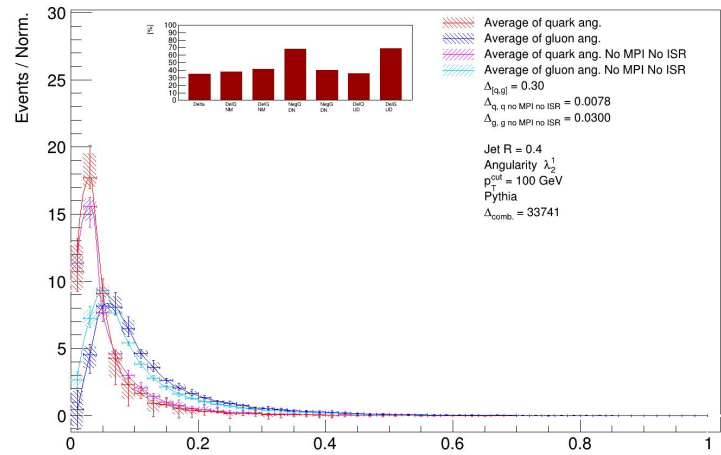 Events / Norm.
30
25
20
15
10
5
0
0
0.2
0.4
0.6
0.8
1
[%]
100
90
80
70
60
50
40
30
20
10
0
Delta
DelQ NM
DelG NM
NegQ DN
NegG DN
DelQ UD
DelG UD
Average of quark ang.
Average of gluon ang.
Average of quark ang. No MPI No ISR
Average of gluon ang. No MPI No ISR
Δ[q,g] = 0.30
Δq, q no MPI no ISR = 0.0078
Δg, g no MPI no ISR = 0.0300
Jet R = 0.4
Angularity λ¹₂
p_T^cut = 100 GeV
Pythia
Δcomb. = 33741